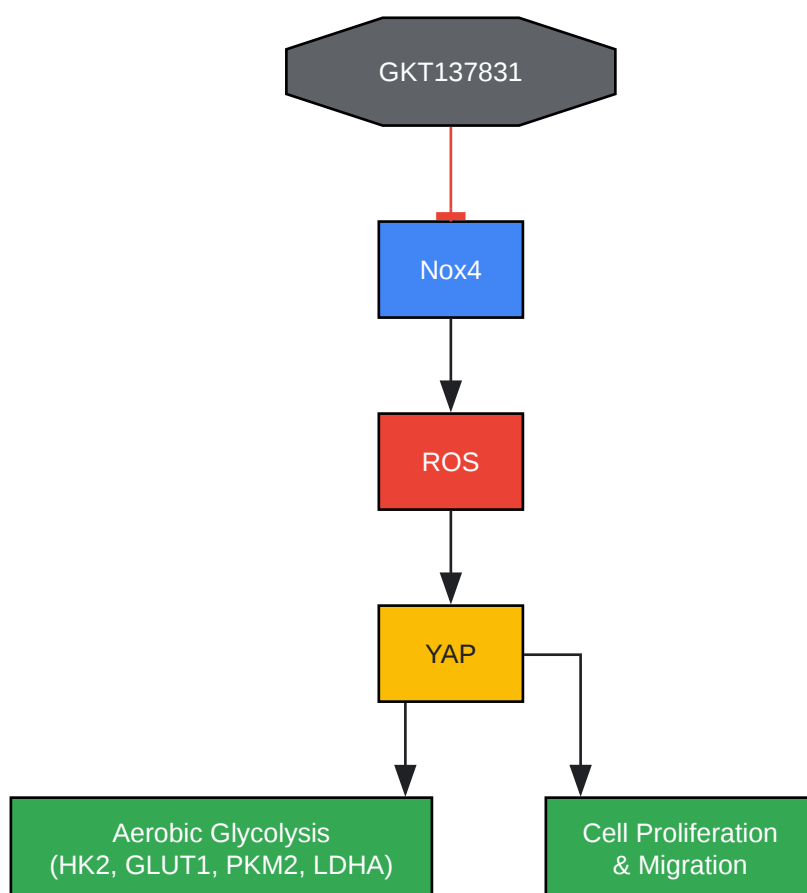 GKT137831
Nox4
ROS
YAP
Aerobic Glycolysis
(HK2, GLUT1, PKM2, LDHA)
Cell Proliferation
& Migration